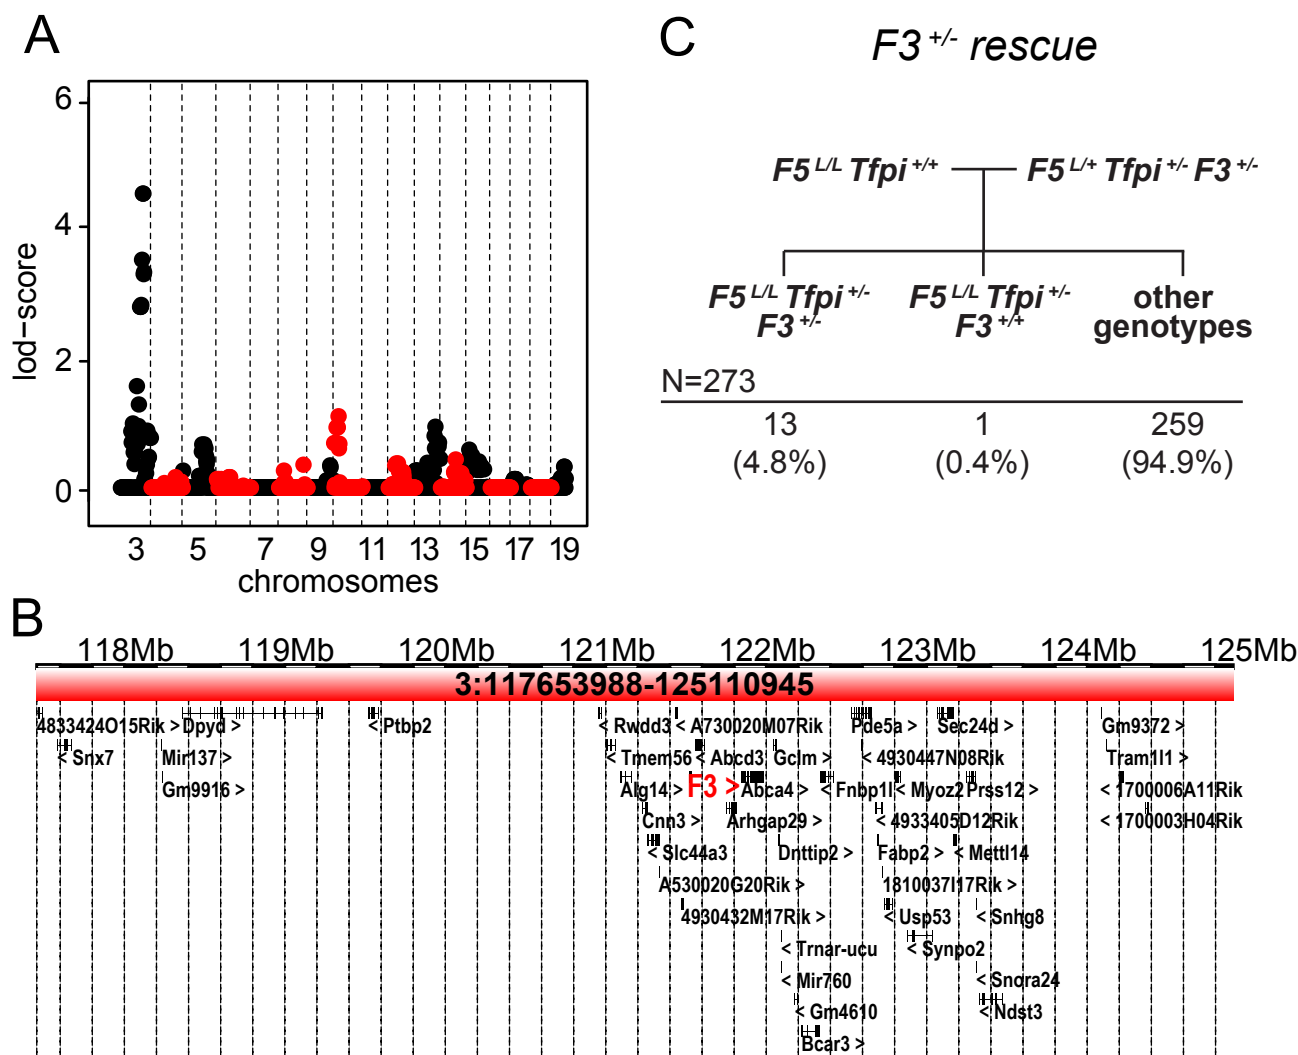 A
6
4
2
0
lod−score
3 5 7 9 11 13 15 17 19
chromosomes
C
F3 +/- rescue
F5 L/L Tfpi +/+
F5 L/+ Tfpi +/- F3 +/-
F5 L/L Tfpi +/-
F3 +/-
F5 L/L Tfpi +/-
F3 +/+
other
genotypes
N=273
13 1 259
(4.8%) (0.4%) (94.9%)
B
118Mb 119Mb 120Mb 121Mb 122Mb 123Mb 124Mb 125Mb
3:117653988-125110945
4833424O15Rik > Dpyd > < Ptbp2 < Rwdd3 < A730020M07Rik Pde5a > Sec24d > Gm9372 >
< Snx7 Mir137 > < Tmem56 < Abcd3 Gclm > < 4930447N08Rik Tram1l1 >
Gm9916 > Alg14 > F3 > Abca4 > < Fnbp1l < Myoz2 Prss12 > < 1700006A11Rik
Cnn3 > Arhgap29 > < 4933405D12Rik < 1700003H04Rik
< Slc44a3 Dnttip2 > Fabp2 > < Mettl14
A530020G20Rik > 1810037I17Rik >
4930432M17Rik > < Usp53 < Snhg8
< Trnar-ucu < Synpo2
< Mir760 < Snora24
< Gm4610 < Ndst3
Bcar3 >